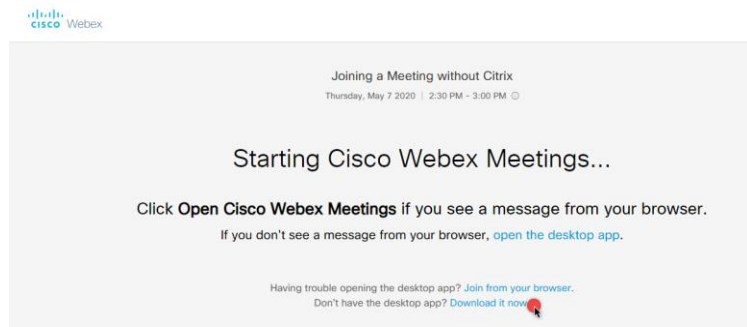 CISCO Webex
Joining a Meeting without Citrix
Thursday, May 7 2020 | 2:30 PM – 3:00 PM
Starting Cisco Webex Meetings...
Click Open Cisco Webex Meetings if you see a message from your browser.
If you don't see a message from your browser, open the desktop app.
Having trouble opening the desktop app? Join from your browser.
Don't have the desktop app? Download it now